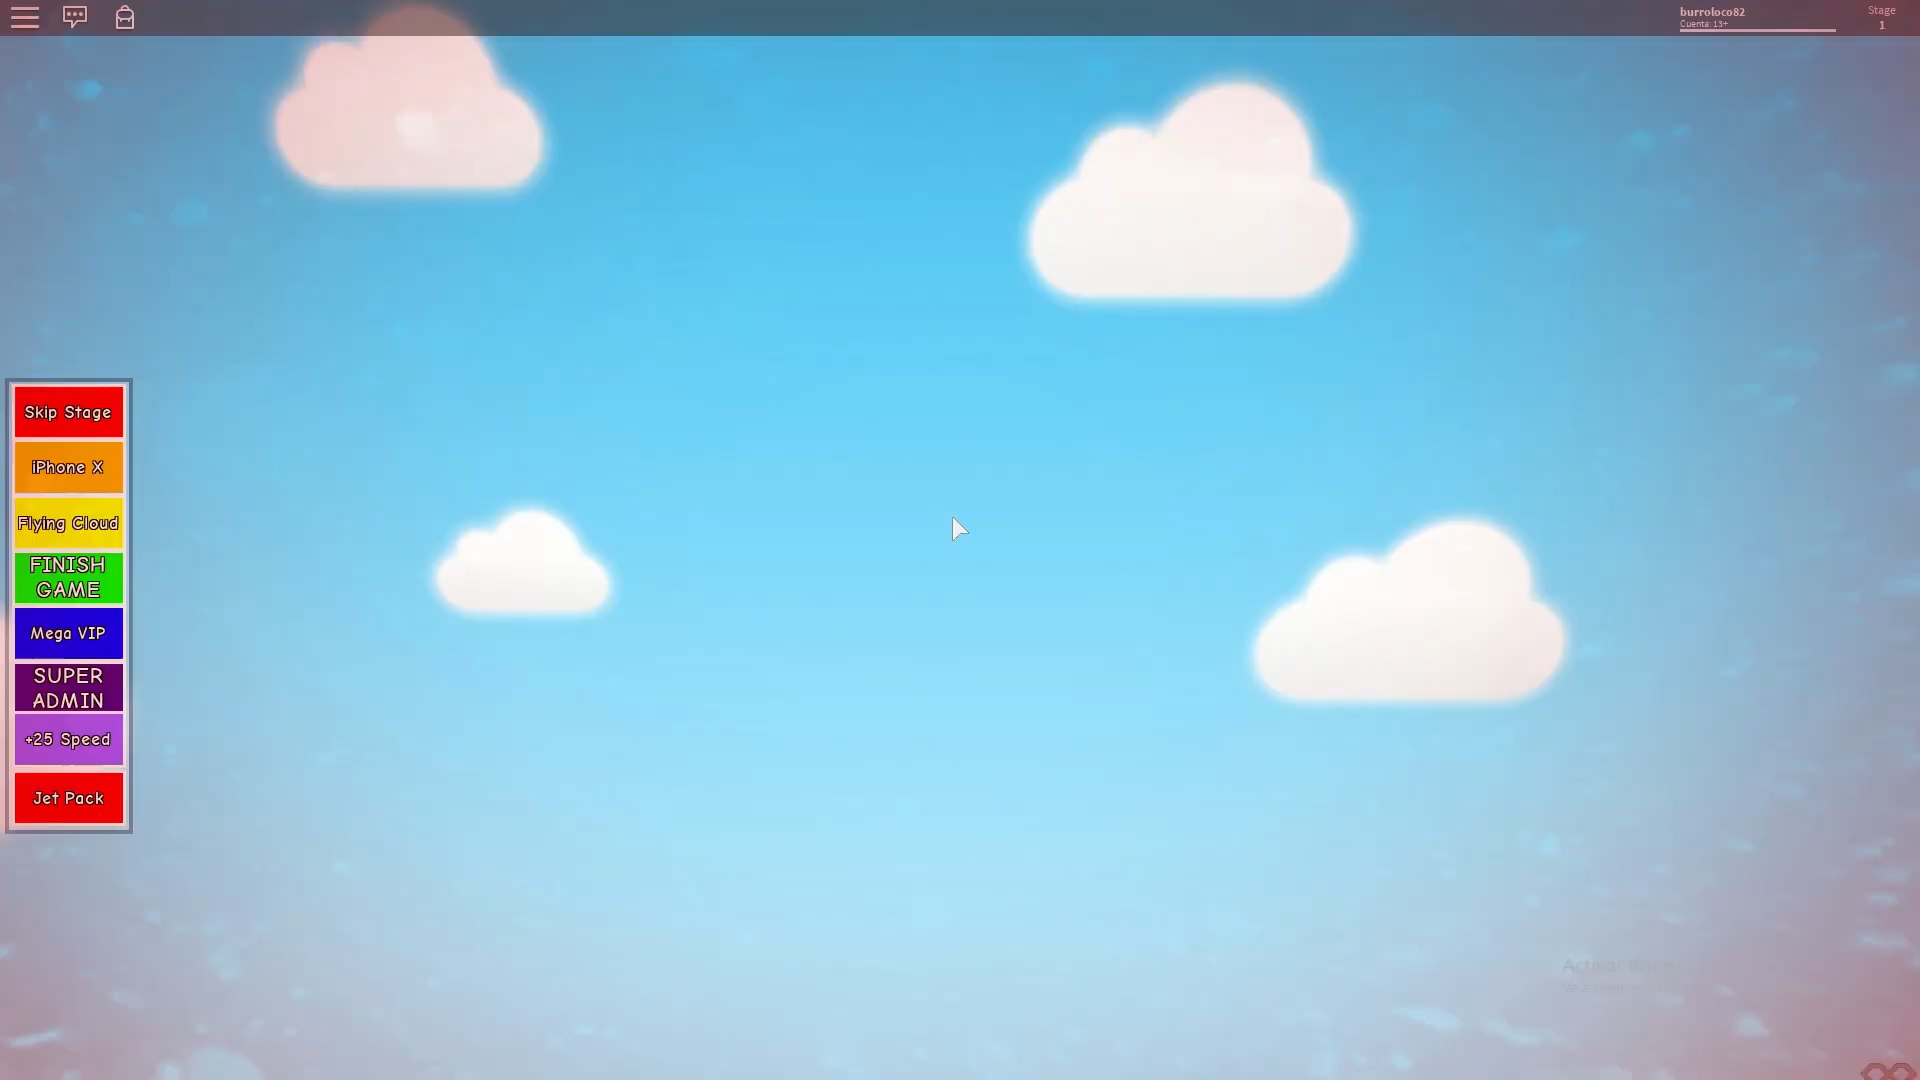 burroloco82
Cuenta: 13+
Stage
1
Skip Stage
iPhone X
Flying Cloud
FINISH
GAME
Mega VIP
SUPER
ADMIN
+25 Speed
Jet Pack
Activar